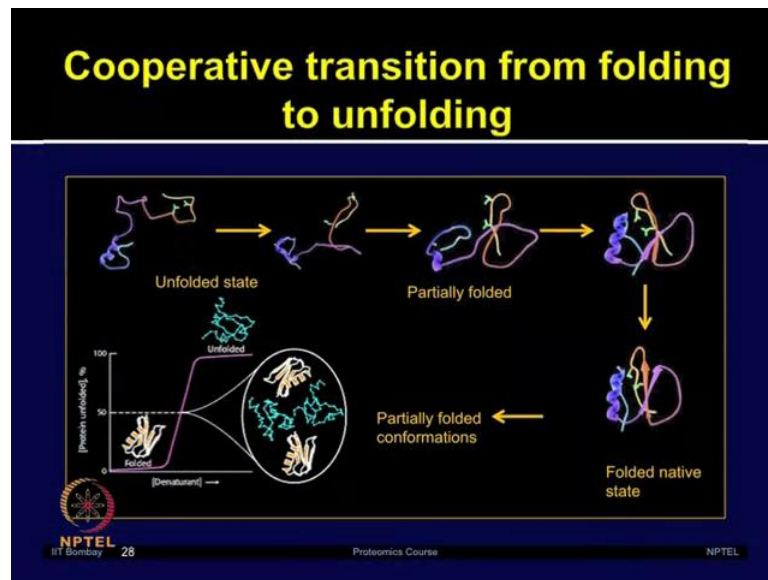 Cooperative transition from folding
to unfolding
Unfolded state
Partially folded
Unfolded
100
[Protein unfolded], %
50
Folded
0
[Denaturant]
Partially folded
conformations
Folded native
state
NPTEL
IIT Bombay 28 Proteomics Course NPTEL